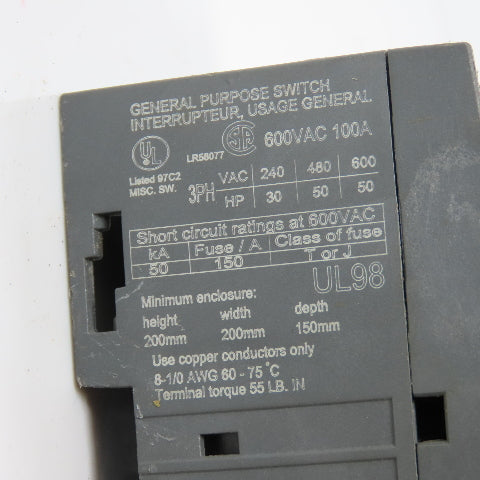 GENERAL PURPOSE SWITCH
INTERRUPTEUR, USAGE GENERAL
UL LR58077 SA 600VAC 100A
Listed 97C2
MISC. SW.
3PH VAC 240 480 600
HP 30 50 50
Short circuit ratings at 600VAC
kA Fuse / A Class of fuse
50 150 T or J
UL98
Minimum enclosure:
height width depth
200mm 200mm 150mm
Use copper conductors only
8-1/0 AWG 60 - 75 °C
Terminal torque 55 LB. IN